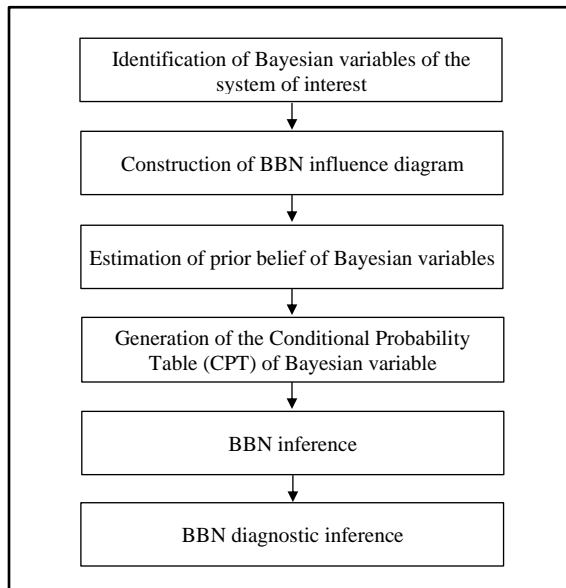 Identification of Bayesian variables of the
system of interest
Construction of BBN influence diagram
Estimation of prior belief of Bayesian variables
Generation of the Conditional Probability
Table (CPT) of Bayesian variable
BBN inference
BBN diagnostic inference